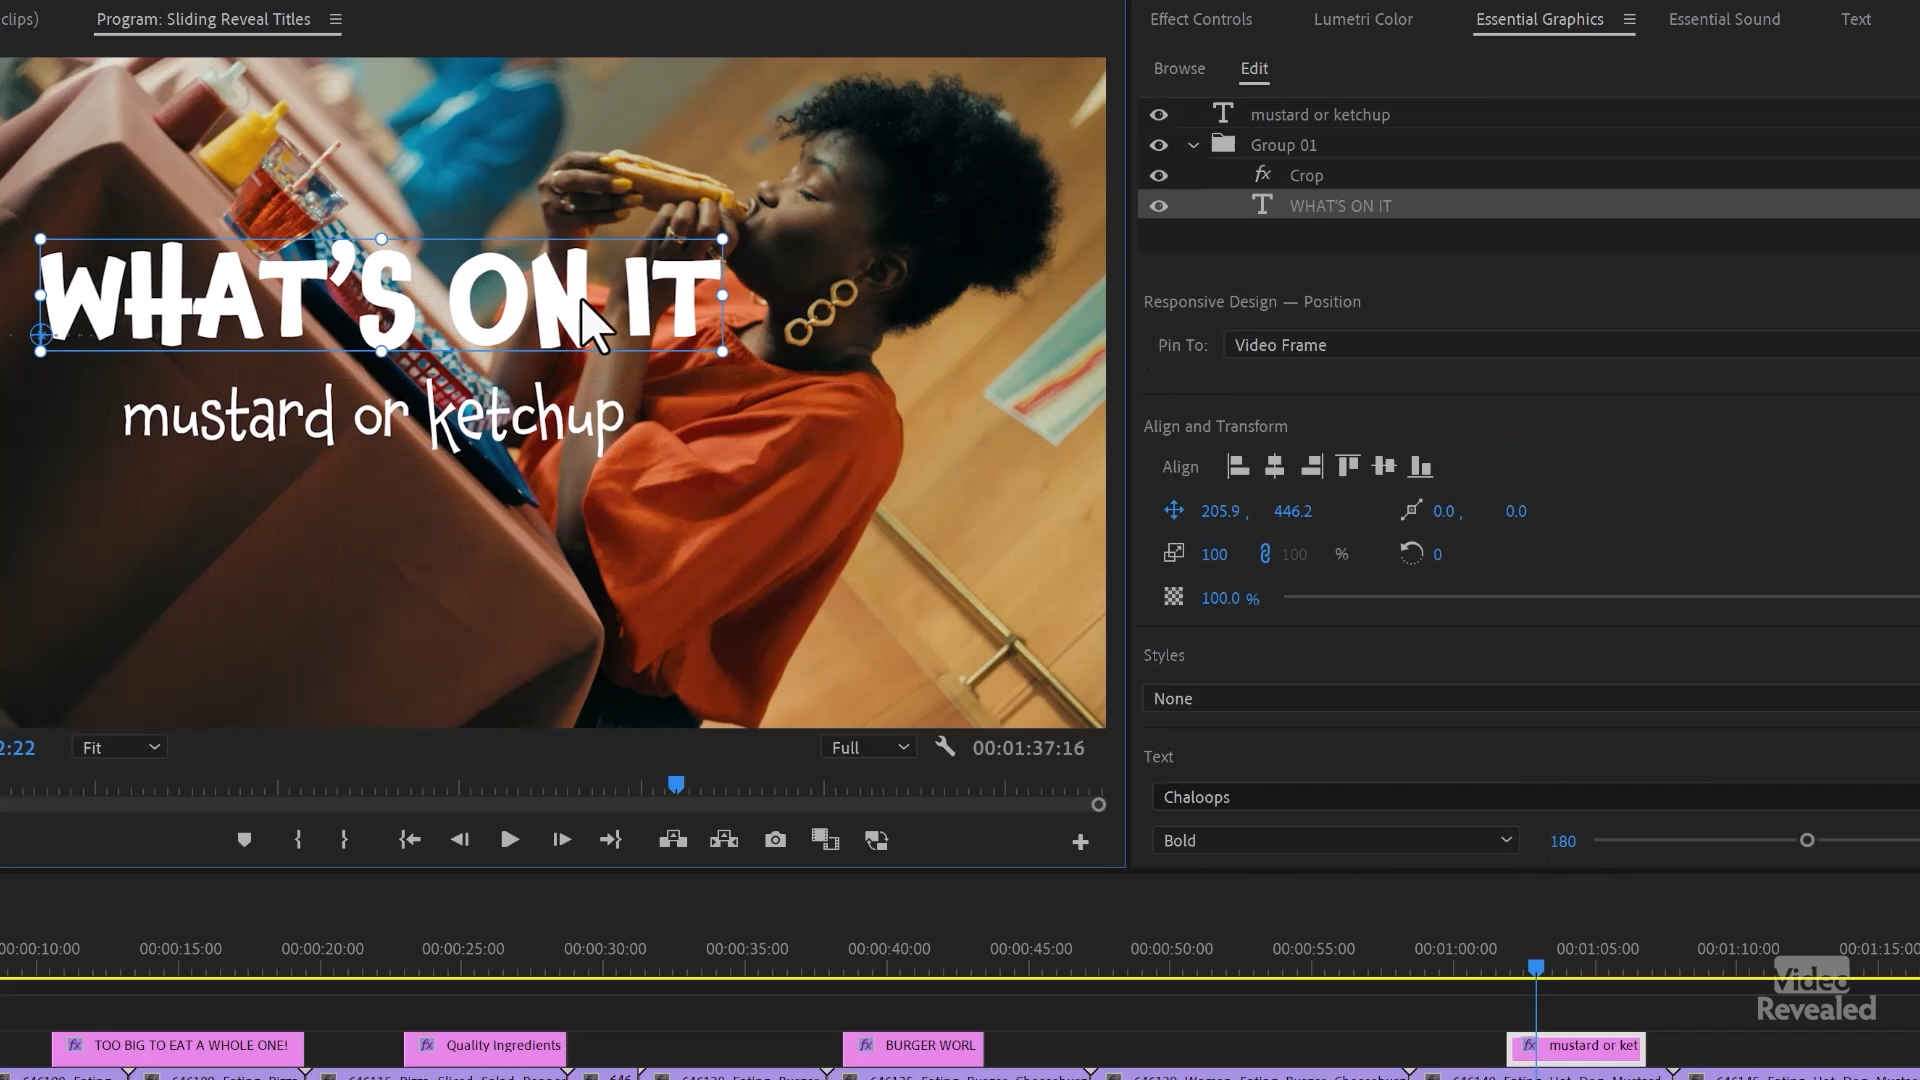 clips)
Program: Sliding Reveal Titles
Effect Controls
Lumetri Color
Essential Graphics
Essential Sound
Text
Browse
Edit
mustard or ketchup
Group 01
fx Crop
WHAT'S ON IT
WHAT'S ON IT
mustard or ketchup
Responsive Design — Position
Pin To: Video Frame
Align and Transform
Align
205.9 , 446.2 0.0 , 0.0
100 100 % 0
100.0 %
Styles
None
Text
Chaloops
Bold 180
2:22 Fit Full 00:01:37:16
00:00:10:00 00:00:15:00 00:00:20:00 00:00:25:00 00:00:30:00 00:00:35:00 00:00:40:00 00:00:45:00 00:00:50:00 00:00:55:00 00:01:00:00 00:01:05:00 00:01:10:00 00:01:15:00
Video
Revealed
fx TOO BIG TO EAT A WHOLE ONE!
fx Quality Ingredients
fx BURGER WORL
fx mustard or ket